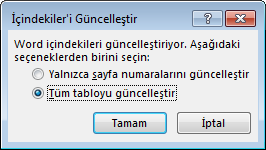 İçindekiler'i Güncelleştir
Word içindekileri güncelleştiriyor. Aşağıdaki
seçeneklerden birini seçin:
Yalnızca sayfa numaralarını güncelleştir
Tüm tabloyu güncelleştir
Tamam
İptal